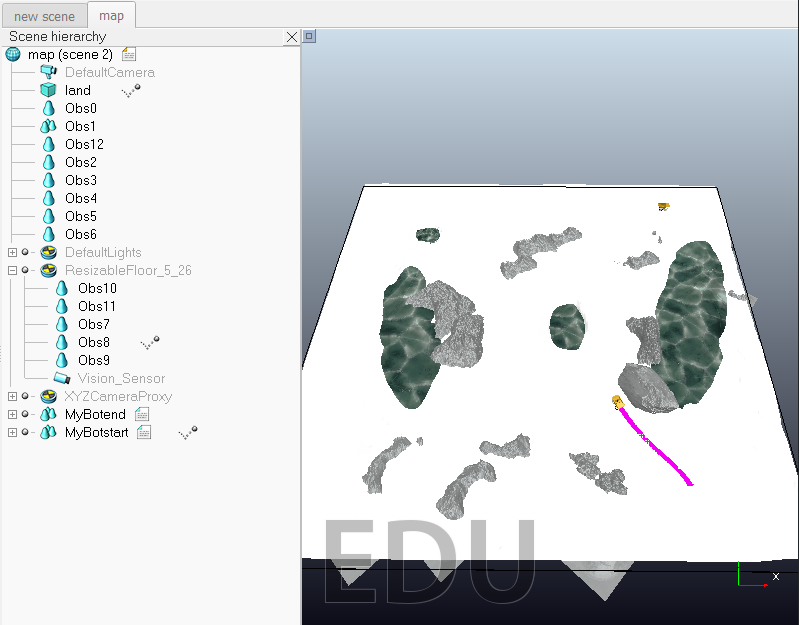 new scene
map
Scene hierarchy
map (scene 2)
DefaultCamera
land
Obs0
Obs1
Obs12
Obs2
Obs3
Obs4
Obs5
Obs6
DefaultLights
ResizableFloor_5_26
Obs10
Obs11
Obs7
Obs8
Obs9
Vision_Sensor
XYZCameraProxy
MyBotend
MyBotstart
EDU
x